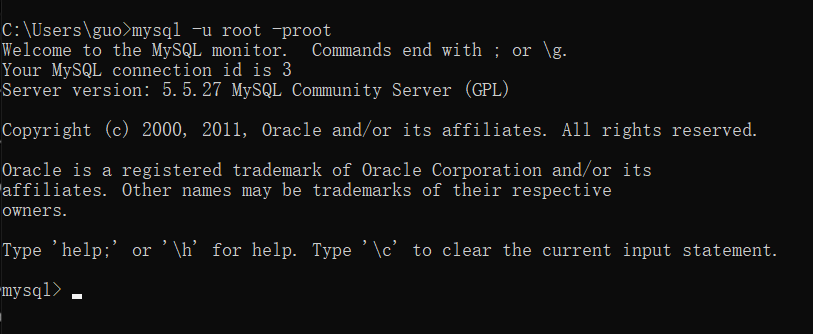 C:\Users\guo>mysql -u root -proot
Welcome to the MySQL monitor.  Commands end with ; or \g.
Your MySQL connection id is 3
Server version: 5.5.27 MySQL Community Server (GPL)
Copyright (c) 2000, 2011, Oracle and/or its affiliates. All rights reserved.
Oracle is a registered trademark of Oracle Corporation and/or its
affiliates. Other names may be trademarks of their respective
owners.
Type 'help;' or '\h' for help. Type '\c' to clear the current input statement.
mysql>